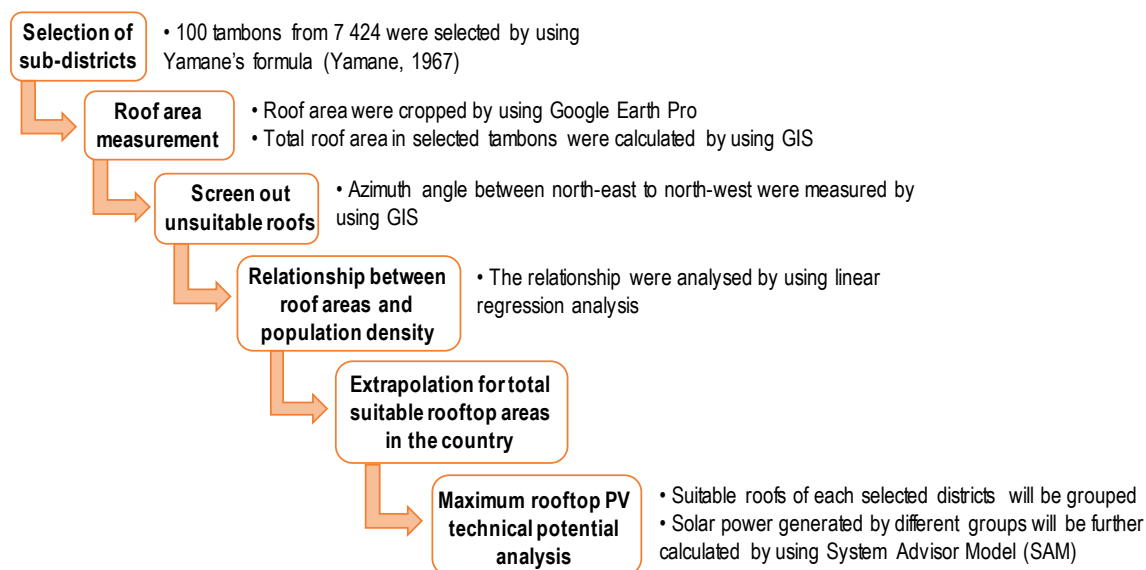 Selection of
sub-districts
• 100 tambons from 7 424 were selected by using
Yamane's formula (Yamane, 1967)
Roof area
measurement
• Roof area were cropped by using Google Earth Pro
• Total roof area in selected tambons were calculated by using GIS
Screen out
unsuitable roofs
• Azimuth angle between north-east to north-west were measured by
using GIS
Relationship between
roof areas and
population density
• The relationship were analysed by using linear
regression analysis
Extrapolation for total
suitable rooftop areas
in the country
Maximum rooftop PV
technical potential
analysis
• Suitable roofs of each selected districts will be grouped
• Solar power generated by different groups will be further
calculated by using System Advisor Model (SAM)